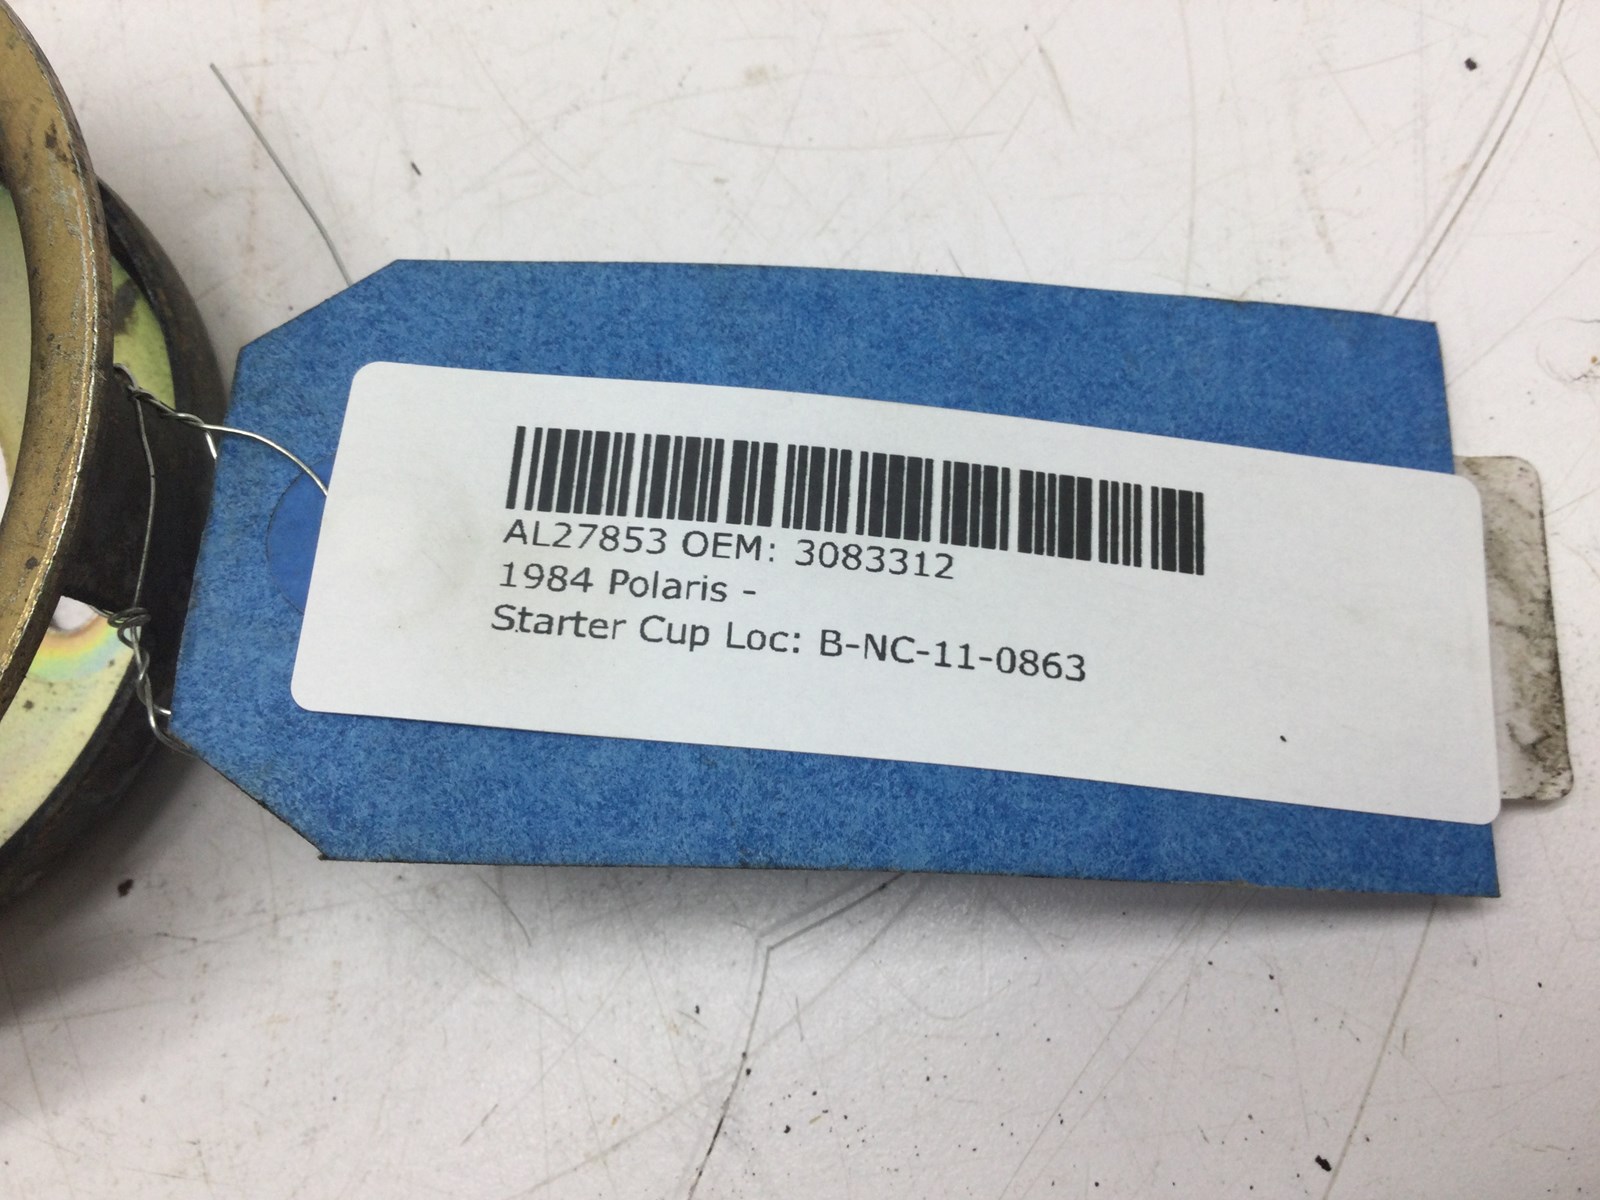 AL27853 OEM: 3083312
1984 Polaris -
Starter Cup Loc: B-NC-11-0863